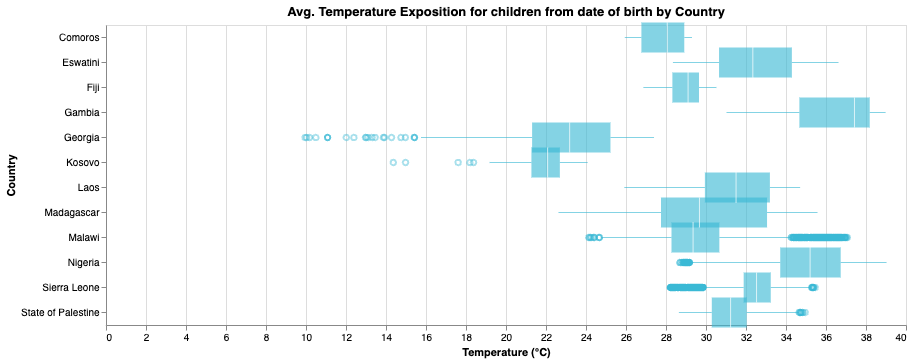 Avg. Temperature Exposition for children from date of birth by Country
Country
Comoros
Eswatini
Fiji
Gambia
Georgia
Kosovo
Laos
Madagascar
Malawi
Nigeria
Sierra Leone
State of Palestine
0 2 4 6 8 10 12 14 16 18 20 22 24 26 28 30 32 34 36 38 40
Temperature (°C)